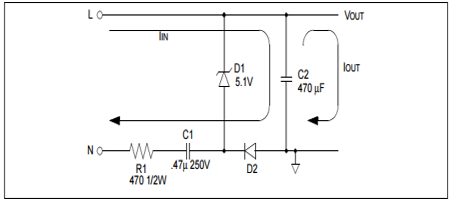 L
VOUT
IIN
D1
5.1V
C2
470 µF
IOUT
N
C1
.47µ 250V
R1
470 1/2W
D2